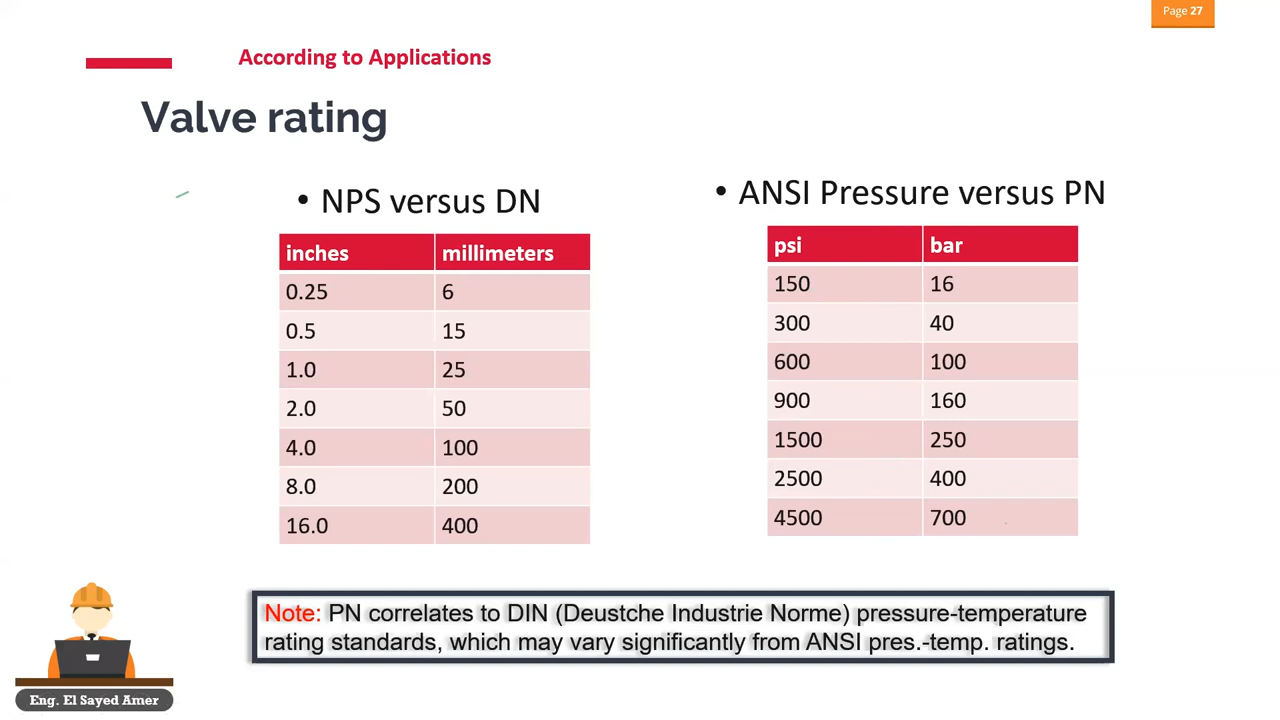 Page 27
According to Applications
Valve rating
• NPS versus DN
inches millimeters
0.25 6
0.5 15
1.0 25
2.0 50
4.0 100
8.0 200
16.0 400
• ANSI Pressure versus PN
psi bar
150 16
300 40
600 100
900 160
1500 250
2500 400
4500 700
Note: PN correlates to DIN (Deustche Industrie Norme) pressure-temperature
rating standards, which may vary significantly from ANSI pres.-temp. ratings.
Eng. El Sayed Amer